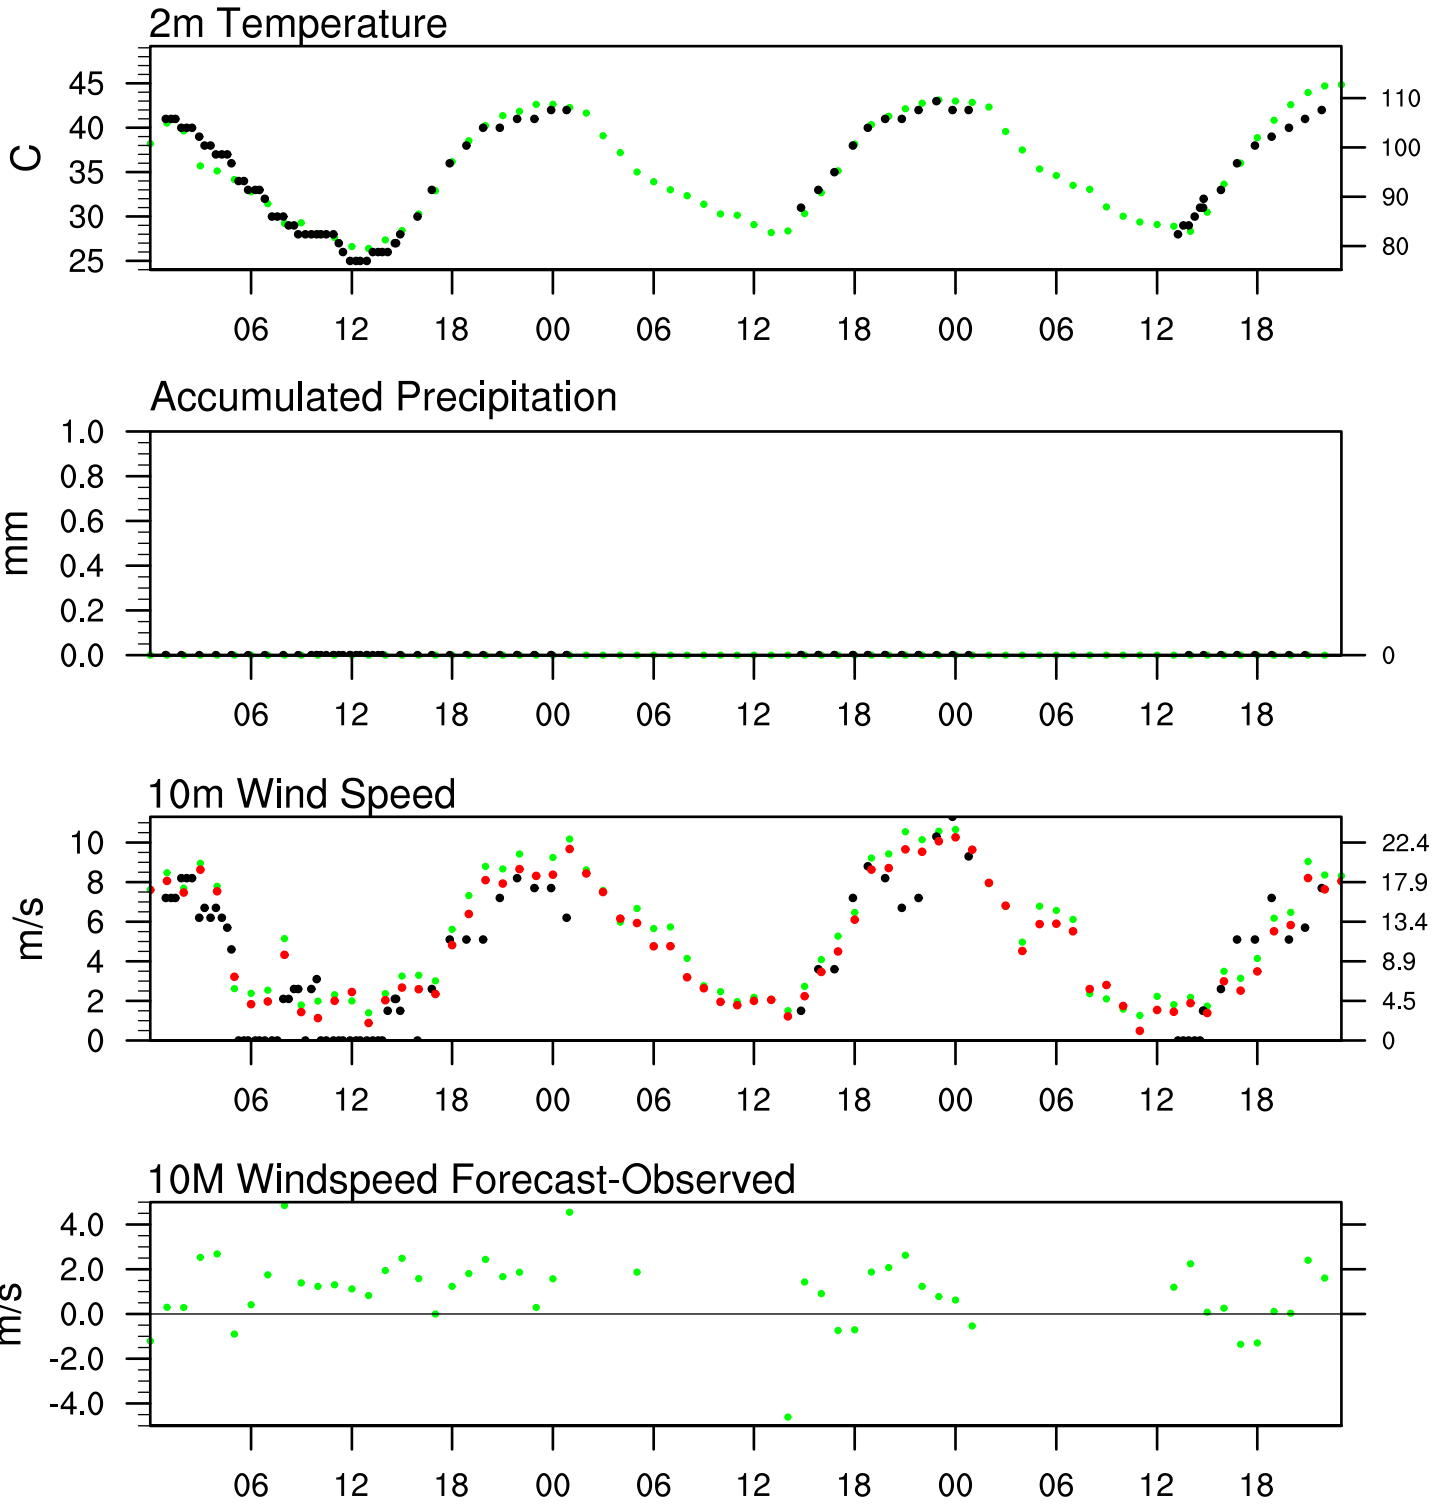 2m Temperature
45
40
35
30
25
C
110
100
90
80
06 12 18 00 06 12 18 00 06 12 18
Accumulated Precipitation
1.0
0.8
0.6
0.4
0.2
0.0
mm
0
06 12 18 00 06 12 18 00 06 12 18
10m Wind Speed
10
8
6
4
2
0
m/s
22.4
17.9
13.4
8.9
4.5
0
06 12 18 00 06 12 18 00 06 12 18
10M Windspeed Forecast-Observed
4.0
2.0
0.0
-2.0
-4.0
m/s
06 12 18 00 06 12 18 00 06 12 18